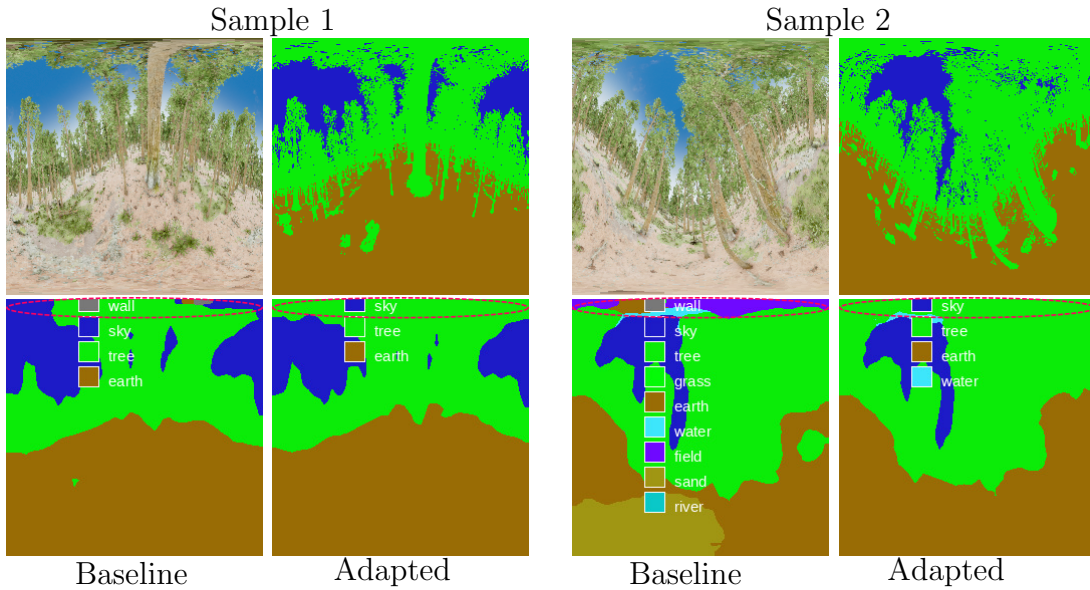 Sample 1
Sample 2
wall
sky
tree
earth
sky
tree
earth
wall
sky
tree
grass
earth
water
field
sand
river
sky
tree
earth
water
Baseline
Adapted
Baseline
Adapted